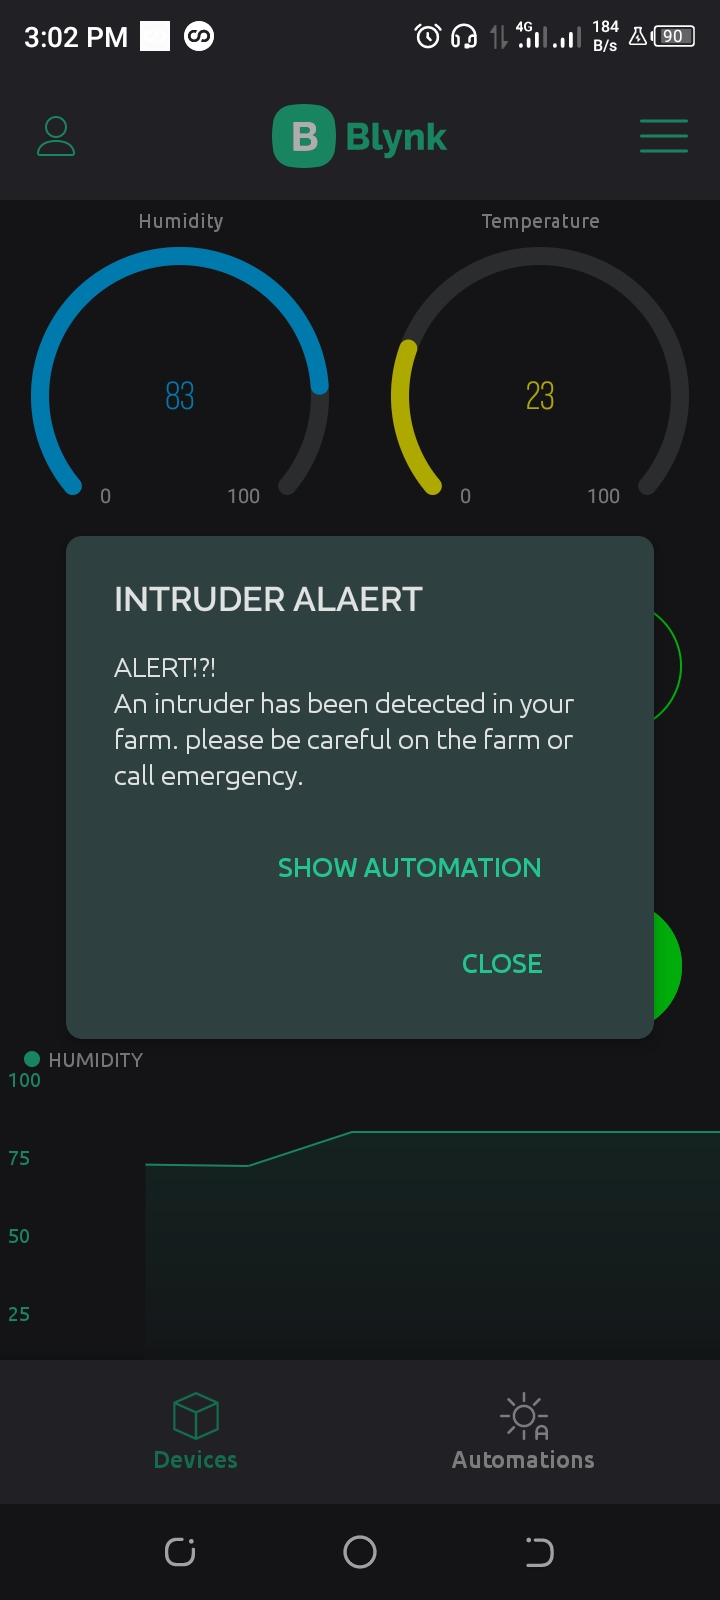 3:02 PM 4G 184 B/s 90
B Blynk
Humidity Temperature
83 23
0 100 0 100
INTRUDER ALAERT
ALERT!?!
An intruder has been detected in your
farm. please be careful on the farm or
call emergency.
SHOW AUTOMATION
CLOSE
HUMIDITY
100
75
50
25
Devices Automations